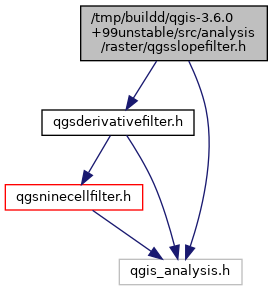 /tmp/buildd/qgis-3.6.0
+99unstable/src/analysis
/raster/qgsslopefilter.h
qgsderivativefilter.h
qgsninecellfilter.h
qgis_analysis.h